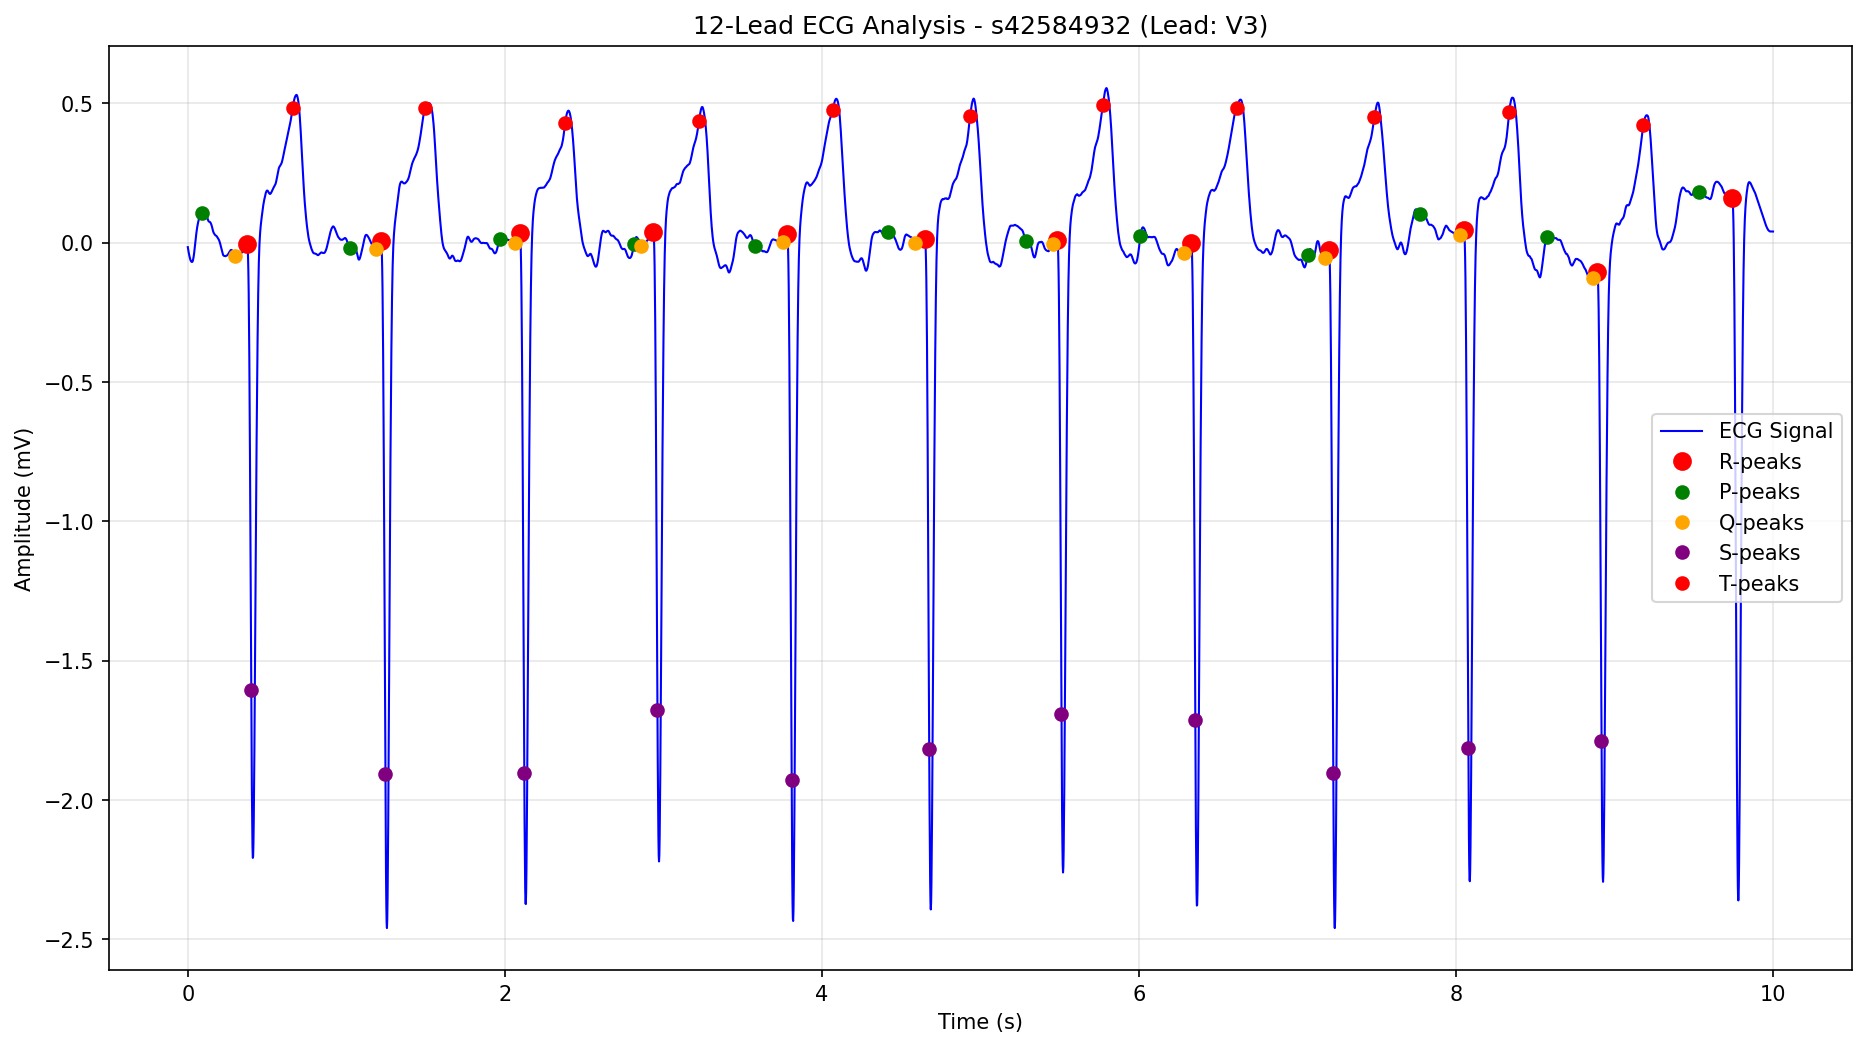 12-Lead ECG Analysis - s42584932 (Lead: V3)
0.5
0.0
−0.5
−1.0
−1.5
−2.0
−2.5
Amplitude (mV)
ECG Signal
R-peaks
P-peaks
Q-peaks
S-peaks
T-peaks
0 2 4 6 8 10
Time (s)